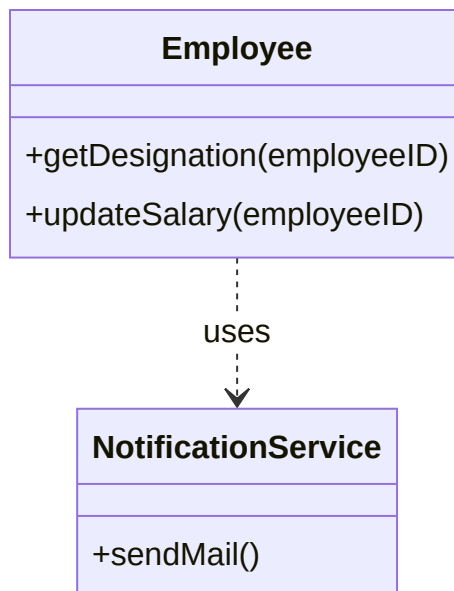 Employee
+getDesignation(employeeID)
+updateSalary(employeeID)
uses
NotificationService
+sendMail()